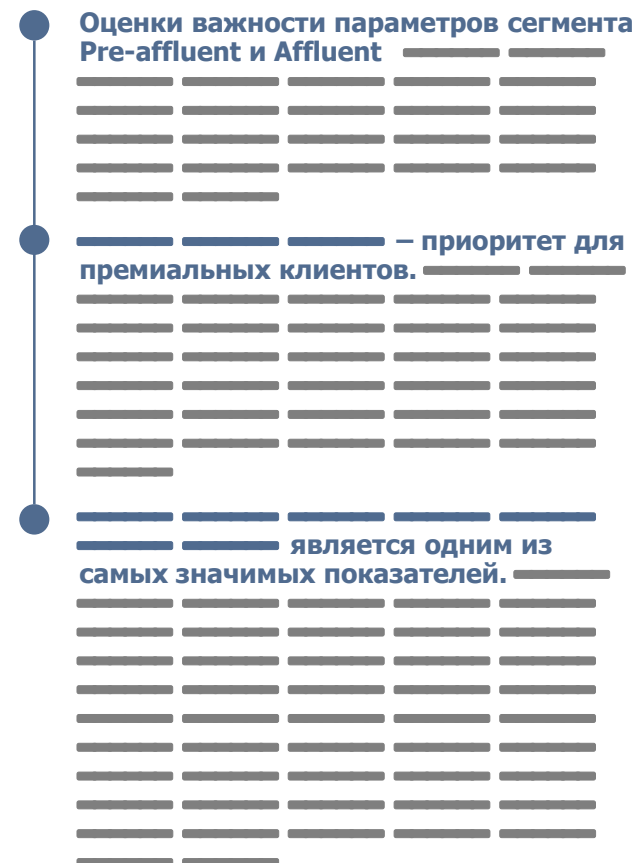 Оценки важности параметров сегмента
Pre-affluent и Affluent
– приоритет для
премиальных клиентов.
является одним из
самых значимых показателей.